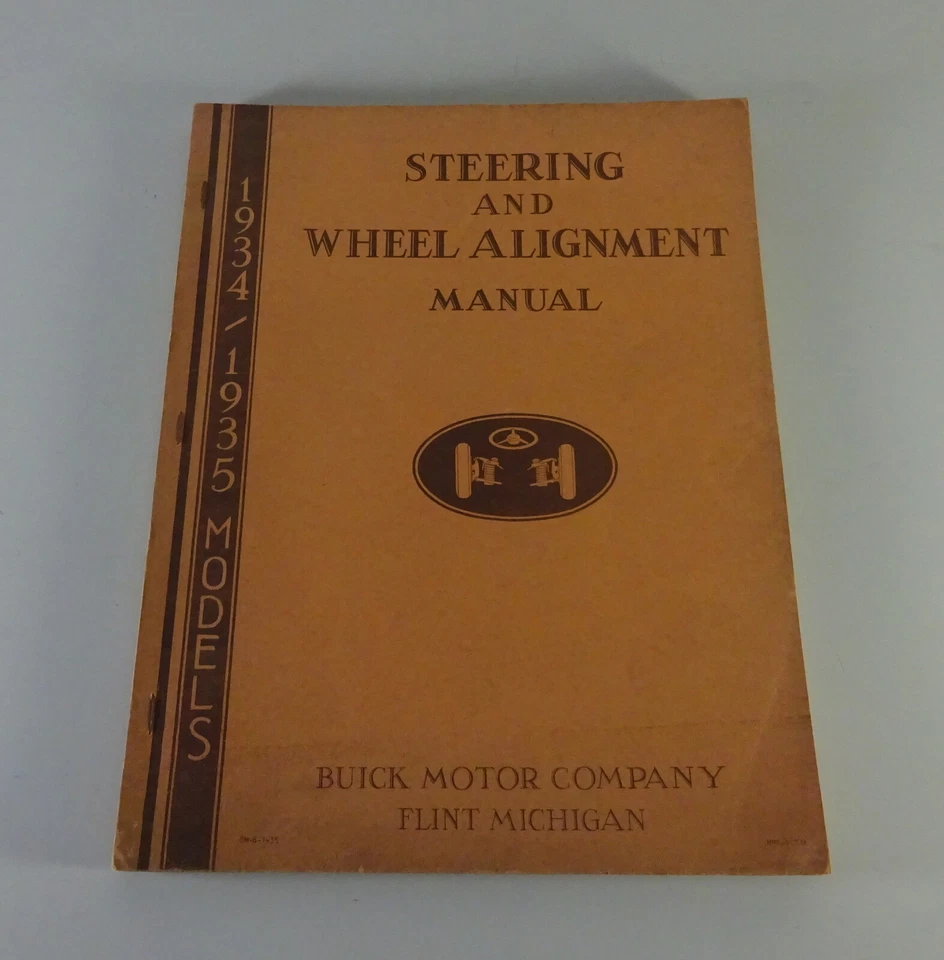 1934/1935 MODELS
STEERING
AND
WHEEL ALIGNMENT
MANUAL
BUICK MOTOR COMPANY
FLINT MICHIGAN